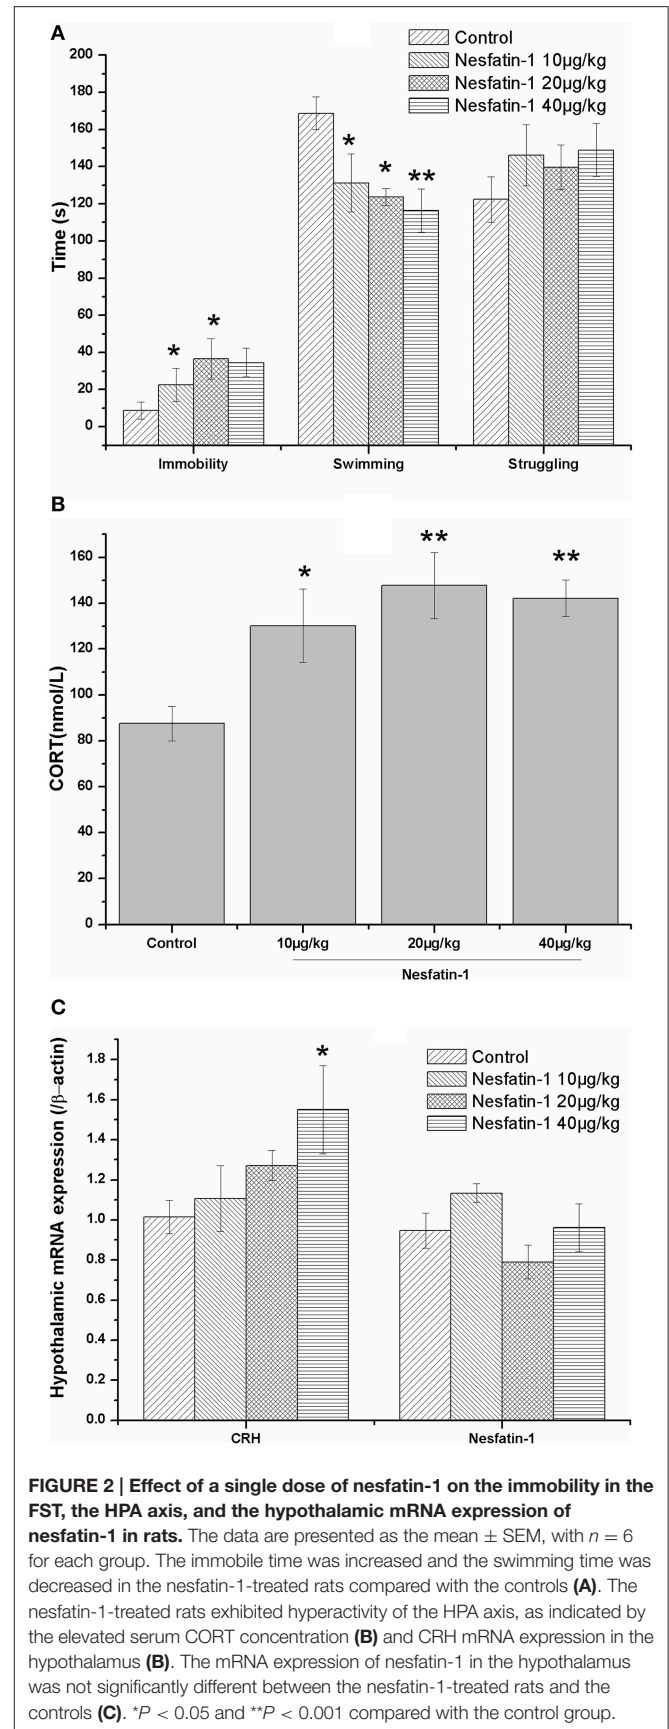 A
Control
Nesfatin-1 10µg/kg
Nesfatin-1 20µg/kg
Nesfatin-1 40µg/kg
200
180
160
140
120
100
80
60
40
20
0
Time (s)
* * **
* *
Immobility Swimming Struggling
B
160
140
120
100
80
60
40
20
0
CORT(nmol/L)
* ** **
Control 10µg/kg 20µg/kg 40µg/kg
Nesfatin-1
C
Control
Nesfatin-1 10µg/kg
Nesfatin-1 20µg/kg
Nesfatin-1 40µg/kg
1.8
1.6
1.4
1.2
1.0
0.8
0.6
0.4
0.2
0.0
Hypothalamic mRNA expression (/β–actin)
*
CRH Nesfatin-1
FIGURE 2 | Effect of a single dose of nesfatin-1 on the immobility in the
FST, the HPA axis, and the hypothalamic mRNA expression of
nesfatin-1 in rats. The data are presented as the mean ± SEM, with n = 6
for each group. The immobile time was increased and the swimming time was
decreased in the nesfatin-1-treated rats compared with the controls (A). The
nesfatin-1-treated rats exhibited hyperactivity of the HPA axis, as indicated by
the elevated serum CORT concentration (B) and CRH mRNA expression in the
hypothalamus (B). The mRNA expression of nesfatin-1 in the hypothalamus
was not significantly different between the nesfatin-1-treated rats and the
controls (C). *P < 0.05 and **P < 0.001 compared with the control group.